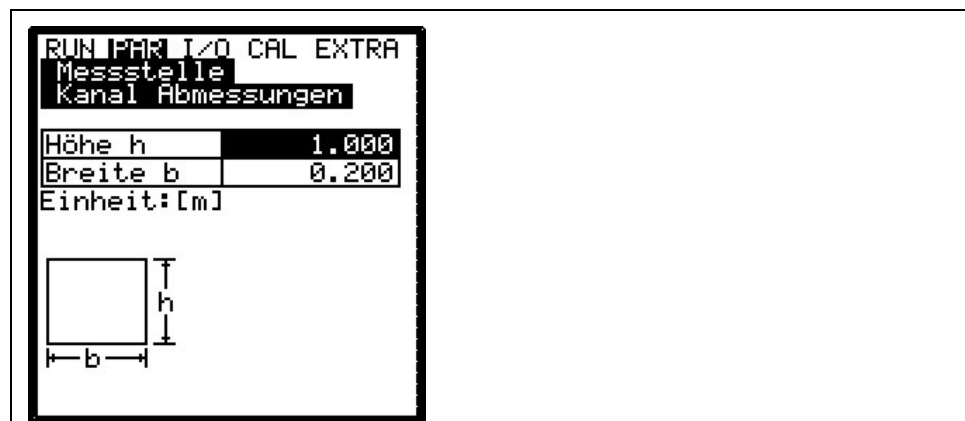 RUN PAR I/O CAL EXTRA
Messstelle
Kanal Abmessungen
Höhe h 1.000
Breite b 0.200
Einheit:[m]
h
b